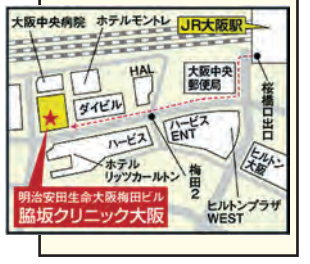 大阪中央病院
ホテルモントレ
JR大阪駅
HAL
大阪中央
郵便局
桜橋口出口
ダイビル
ハービス
ハービス
ENT
ホテル
リッツカールトン
梅田2
ヒルトン
大阪
ヒルトンプラザ
WEST
明治安田生命大阪梅田ビル
脇坂クリニック大阪